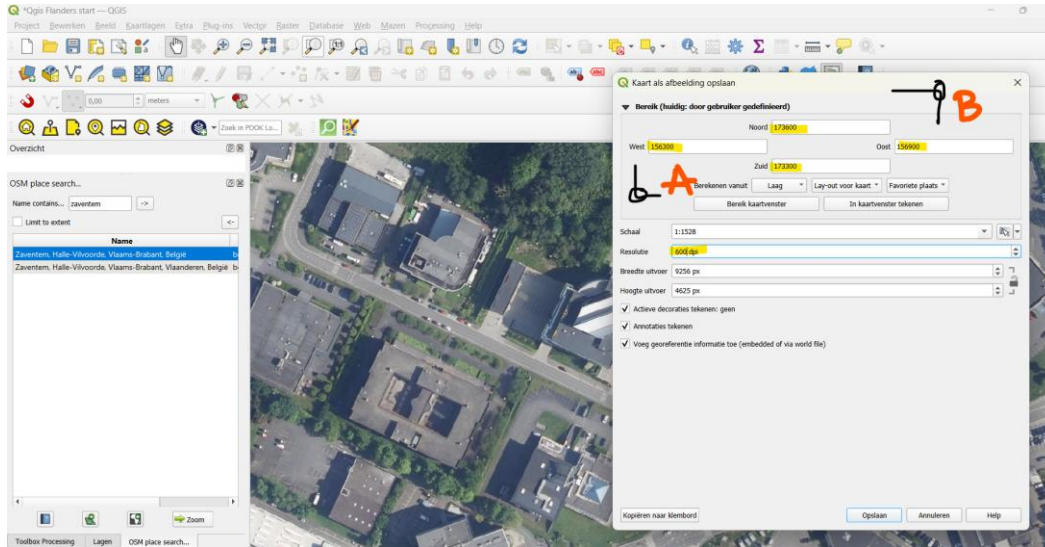 *Qgis Flanders start — QGIS
Project Bewerken Beeld Kaartlagen Extra Plug-ins Vector Raster Database Web Mazen Processing Help
0,00 meters
Zoek in PDOK Lo...
Overzicht
OSM place search...
Name contains... zaventem ->
Limit to extent <-
Name
Zaventem, Halle-Vilvoorde, Vlaams-Brabant, België b
Zaventem, Halle-Vilvoorde, Vlaams-Brabant, Vlaanderen, België b
Zoom
Toolbox Processing Lagen OSM place search...
Kaart als afbeelding opslaan
B
Bereik (huidig: door gebruiker gedefinieerd)
Noord 173600
West 156300 Oost 156900
Zuid 173300
A
Berekenen vanuit Laag Lay-out voor kaart Favoriete plaats
Bereik kaartvenster In kaartvenster tekenen
Schaal 1:1528
Resolutie 600 dpi
Breedte uitvoer 9256 px
Hoogte uitvoer 4625 px
Actieve decoraties tekenen: geen
Annotaties tekenen
Voeg georeferentie informatie toe (embedded of via world file)
Kopiëren naar klembord Opslaan Annuleren Help